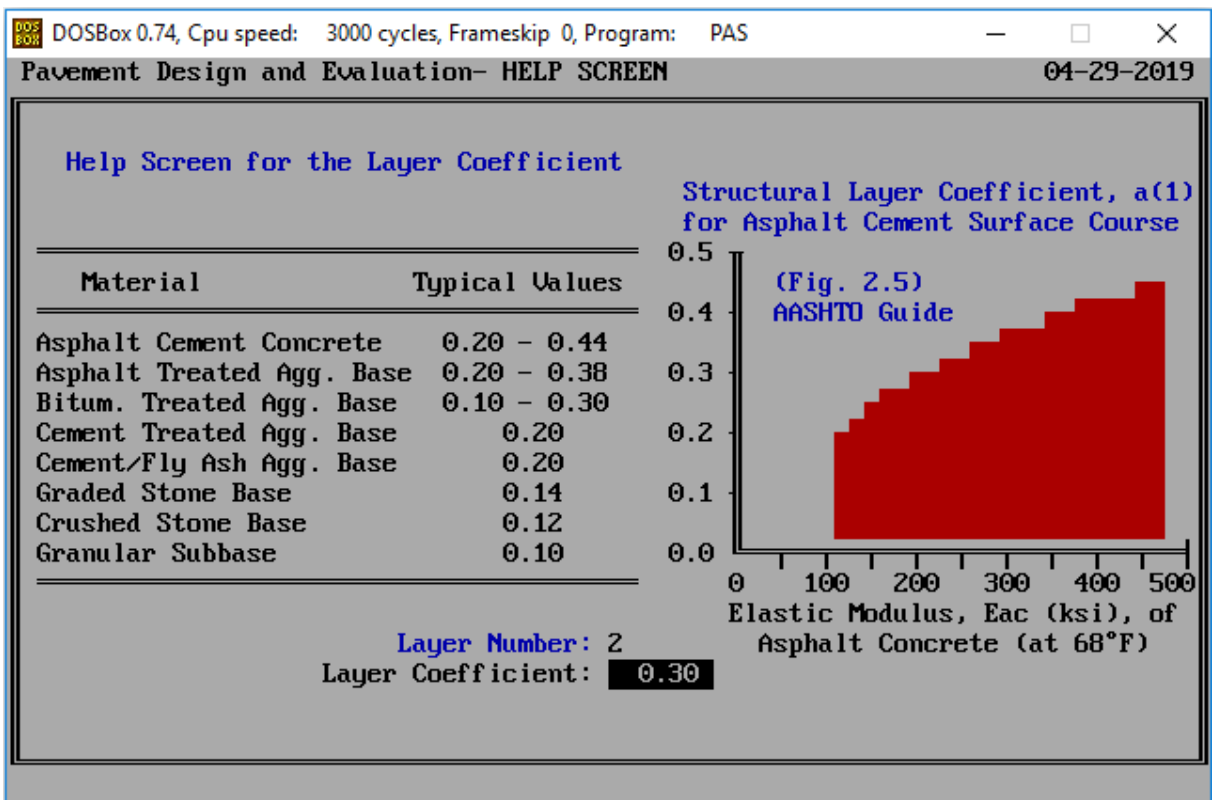 DOSBox 0.74, Cpu speed: 3000 cycles, Frameskip 0, Program: PAS
Pavement Design and Evaluation- HELP SCREEN 04-29-2019
Help Screen for the Layer Coefficient
Material Typical Values
Asphalt Cement Concrete 0.20 - 0.44
Asphalt Treated Agg. Base 0.20 - 0.38
Bitum. Treated Agg. Base 0.10 - 0.30
Cement Treated Agg. Base 0.20
Cement/Fly Ash Agg. Base 0.20
Graded Stone Base 0.14
Crushed Stone Base 0.12
Granular Subbase 0.10
Structural Layer Coefficient, a(1)
for Asphalt Cement Surface Course
(Fig. 2.5)
AASHTO Guide
0.5
0.4
0.3
0.2
0.1
0.0
0 100 200 300 400 500
Elastic Modulus, Eac (ksi), of
Asphalt Concrete (at 68°F)
Layer Number: 2
Layer Coefficient: 0.30